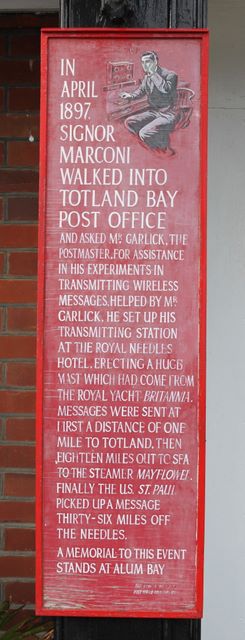 IN
APRIL
1897.
SIGNOR
MARCONI
WALKED INTO
TOTLAND BAY
POST OFFICE
AND ASKED MR. GARLICK, THE
POSTMASTER, FOR ASSISTANCE
IN HIS EXPERIMENTS IN
TRANSMITTING WIRELESS
MESSAGES. HELPED BY MR.
GARLICK, HE SET UP HIS
TRANSMITTING STATION
AT THE ROYAL NEEDLES
HOTEL, ERECTING A HUGE
MAST WHICH HAD COME FROM
THE ROYAL YACHT BRITANNIA.
MESSAGES WERE SENT AT
FIRST A DISTANCE OF ONE
MILE TO TOTLAND, THEN
EIGHTEEN MILES OUT TO SEA
TO THE STEAMER MAYFLOWER.
FINALLY THE U.S. ST. PAUL
PICKED UP A MESSAGE
THIRTY-SIX MILES OFF
THE NEEDLES.
A MEMORIAL TO THIS EVENT
STANDS AT ALUM BAY